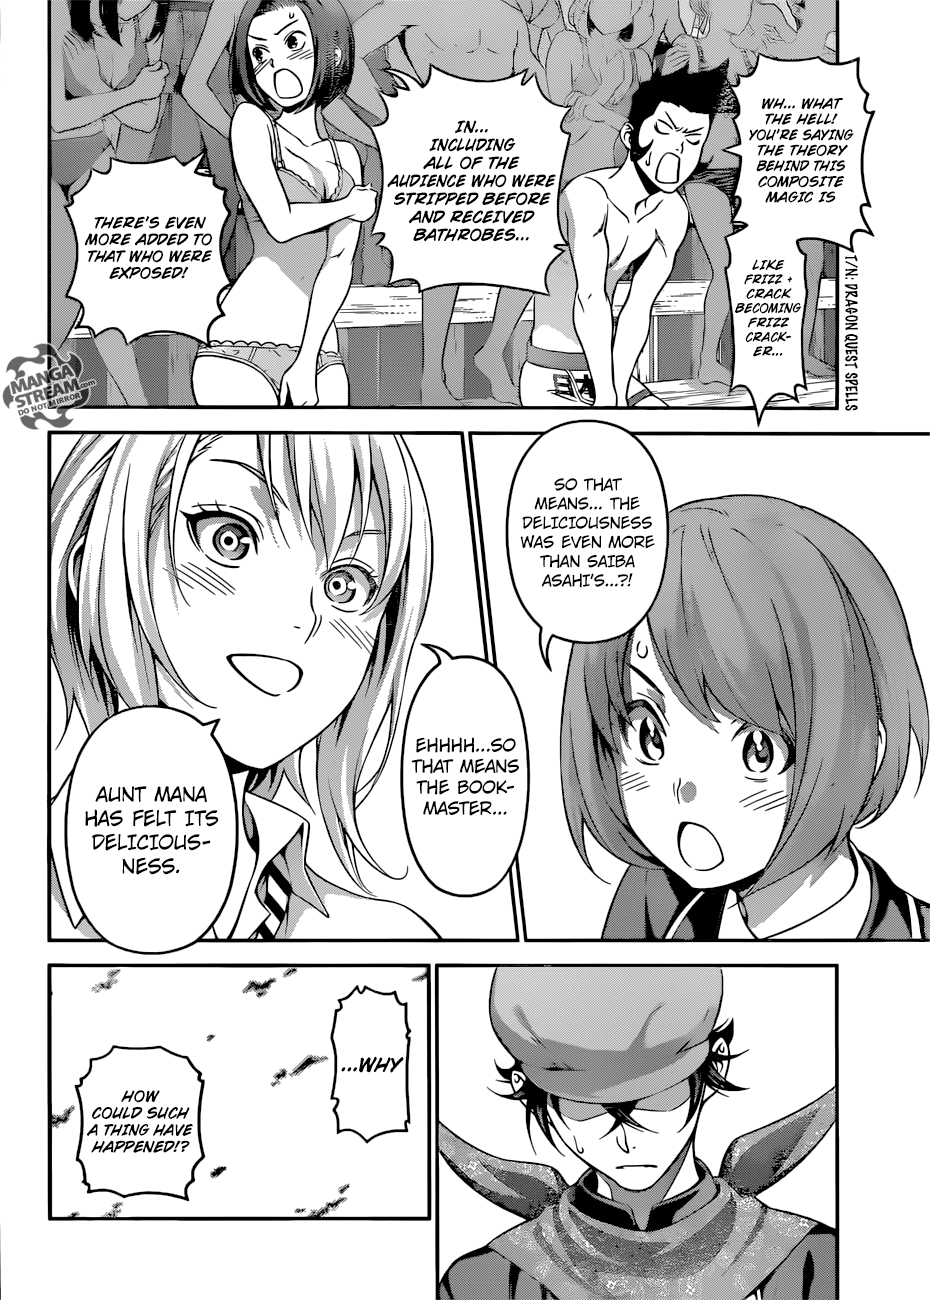 WH... WHAT
THE HELL!
YOU'RE SAYING
THE THEORY
BEHIND THIS
COMPOSITE
MAGIC IS
LIKE
FRIZZ +
CRACK
BECOMING
FRIZZ
CRACK-
ER...
T/N: DRAGON QUEST SPELLS
IN...
INCLUDING
ALL OF THE
AUDIENCE WHO WERE
STRIPPED BEFORE
AND RECEIVED
BATHROBES...
THERE'S EVEN
MORE ADDED TO
THAT WHO WERE
EXPOSED!
日本
MANGA
STREAM.com
DO NOT MIRROR
SO THAT
MEANS... THE
DELICIOUSNESS
WAS EVEN MORE
THAN SAIBA
ASAHI'S...?!
EHHHH...SO
THAT MEANS
THE BOOK-
MASTER...
AUNT MANA
HAS FELT ITS
DELICIOUS-
NESS.
...WHY
HOW
COULD SUCH
A THING HAVE
HAPPENED!?